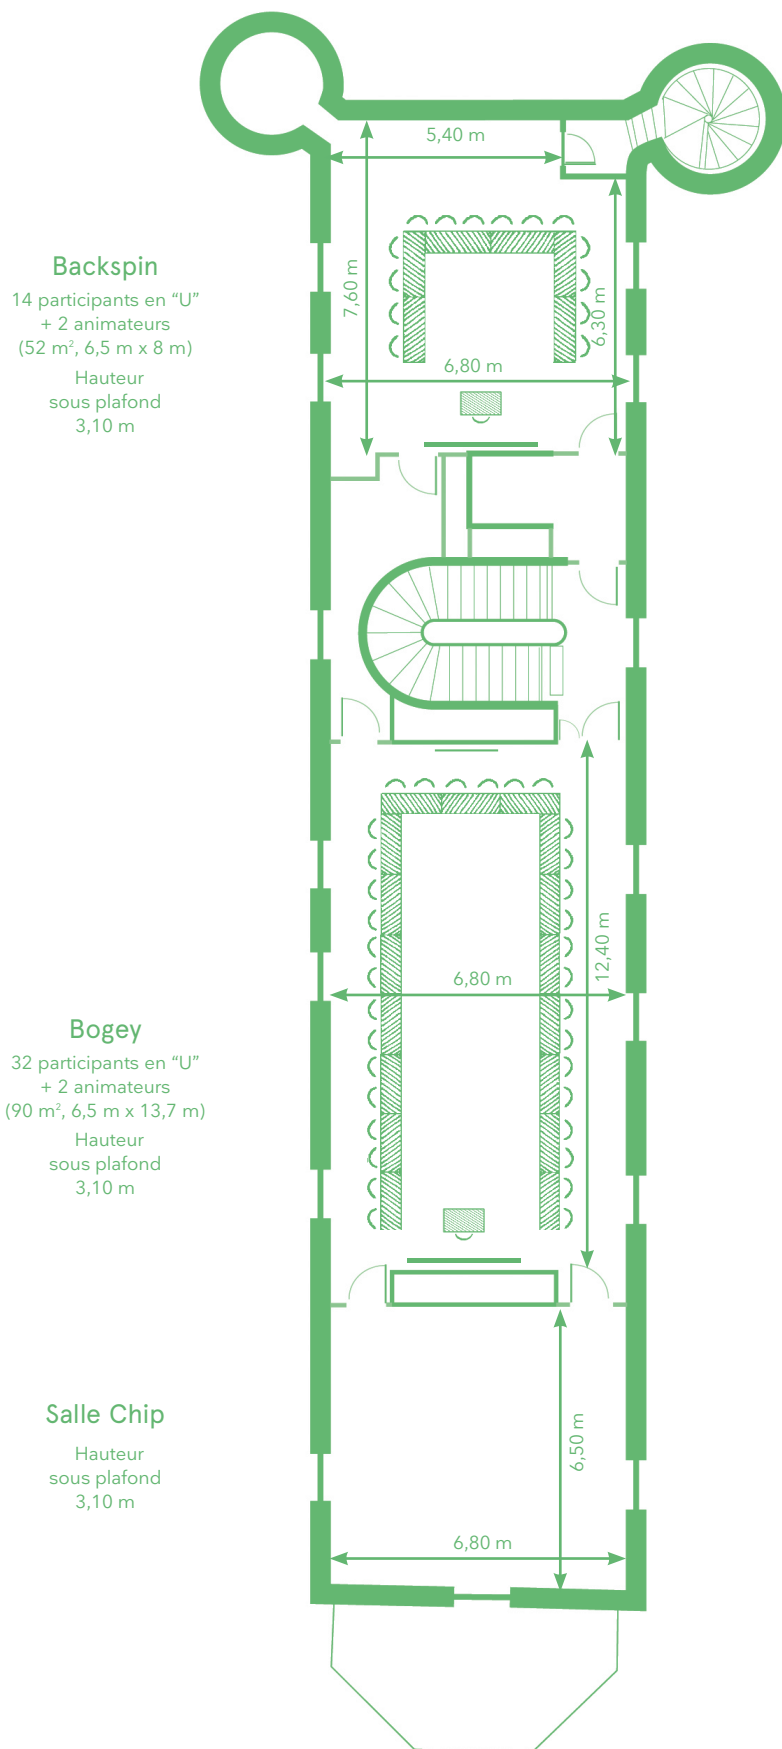 5,40 m
Backspin
14 participants en “U”
+ 2 animateurs
(52 m², 6,5 m x 8 m)
Hauteur
sous plafond
3,10 m
7,60 m
6,30 m
6,80 m
12,40 m
6,80 m
Bogey
32 participants en “U”
+ 2 animateurs
(90 m², 6,5 m x 13,7 m)
Hauteur
sous plafond
3,10 m
Salle Chip
Hauteur
sous plafond
3,10 m
6,50 m
6,80 m